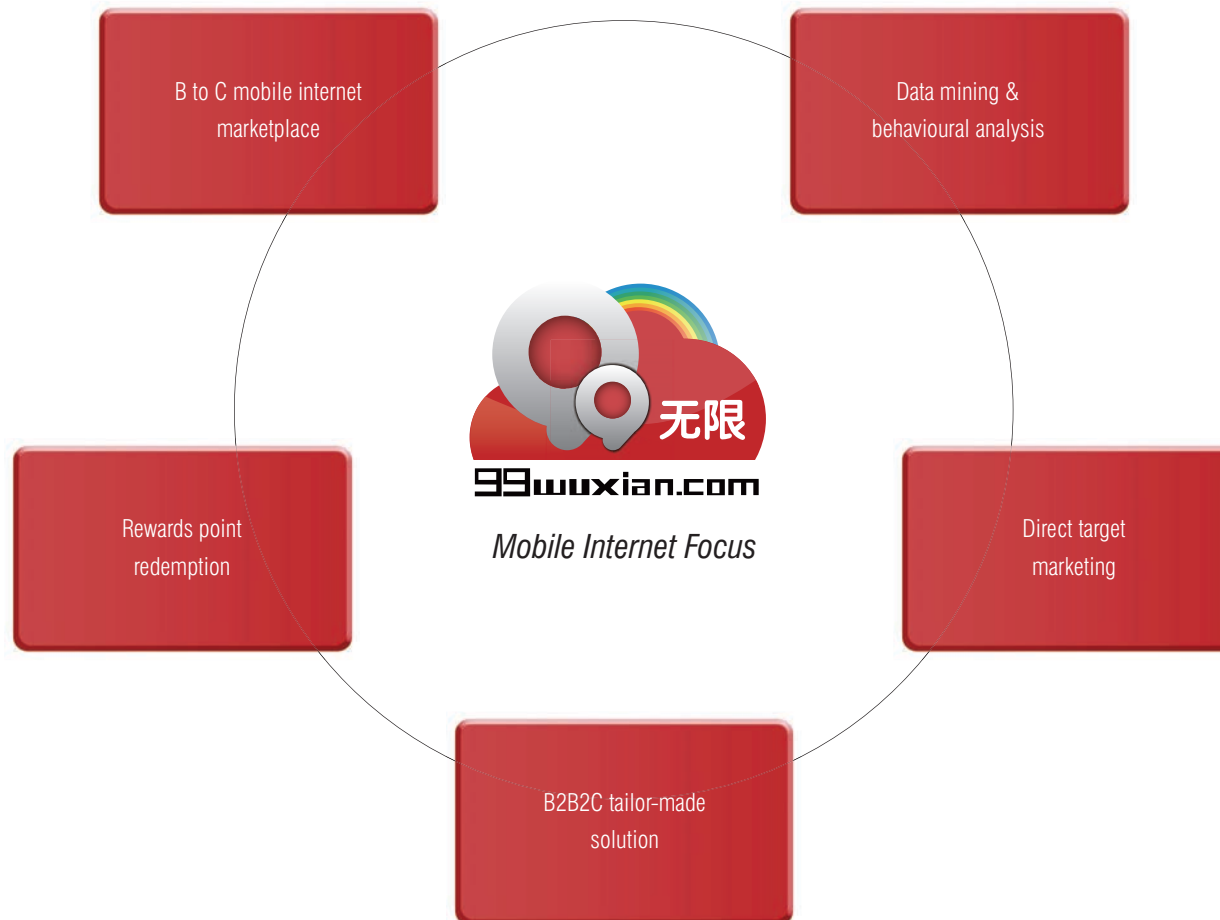 B to C mobile internet
marketplace
Data mining &
behavioural analysis
无限
99wuxian.com
Mobile Internet Focus
Rewards point
redemption
Direct target
marketing
B2B2C tailor-made
solution